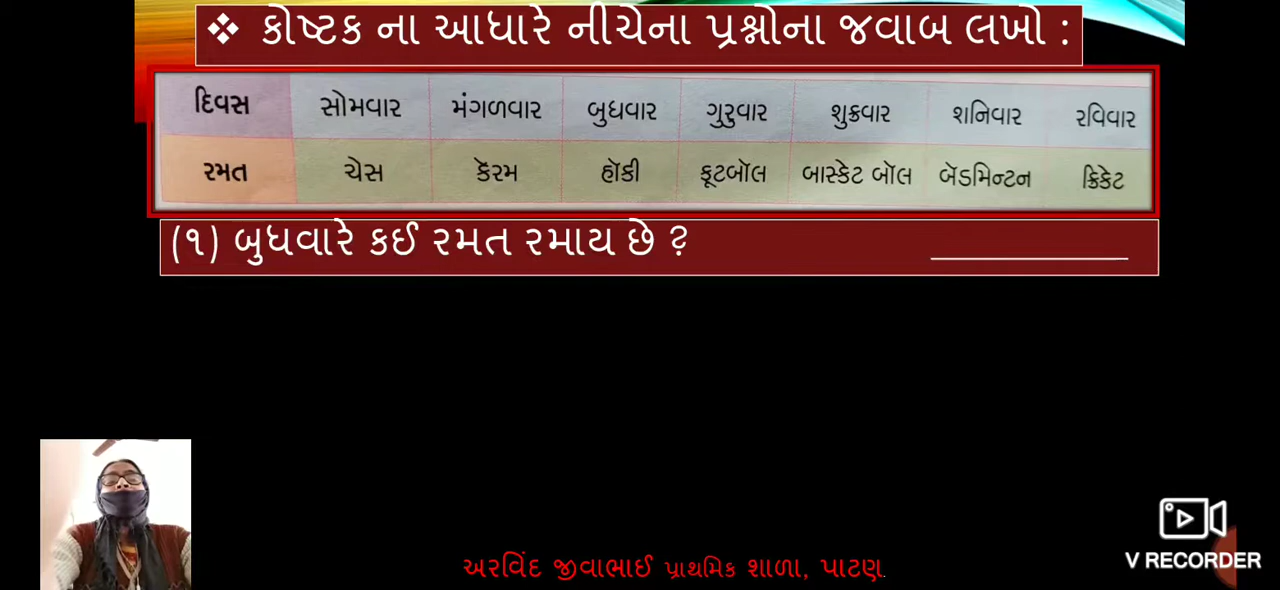 ❖ કોષ્ટક ના આધારે નીચેના પ્રશ્નોના જવાબ લખો :
દિવસ સોમવાર મંગળવાર બુધવાર ગુરુવાર શુક્રવાર શનિવાર રવિવાર
રમત ચેસ કૅરમ હૉકી ફૂટબૉલ બાસ્કેટ બૉલ બૅડમિન્ટન ક્રિકેટ
(૧) બુધવારે કઈ રમત રમાય છે ? ____________
V RECORDER
અરવિંદ જીવાભાઈ પ્રાથમિક શાળા, પાટણ.